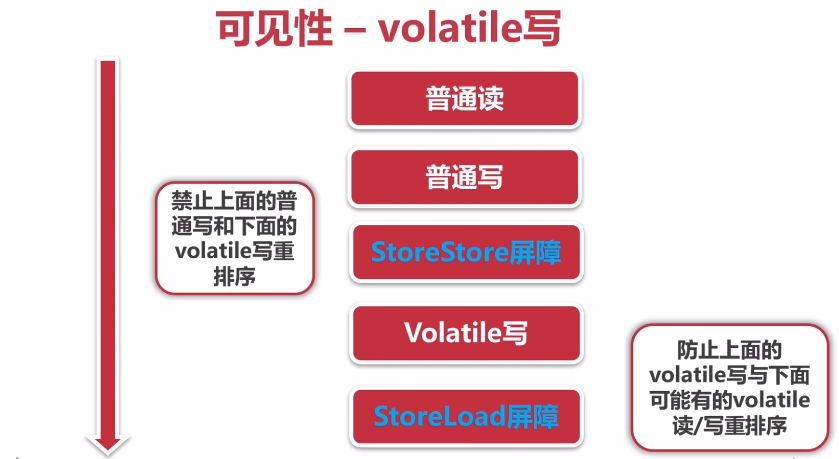 可见性 – volatile写
普通读
普通写
禁止上面的普
通写和下面的
volatile写重
排序
StoreStore屏障
Volatile写
防止上面的
volatile写与下面
可能有的volatile
读/写重排序
StoreLoad屏障